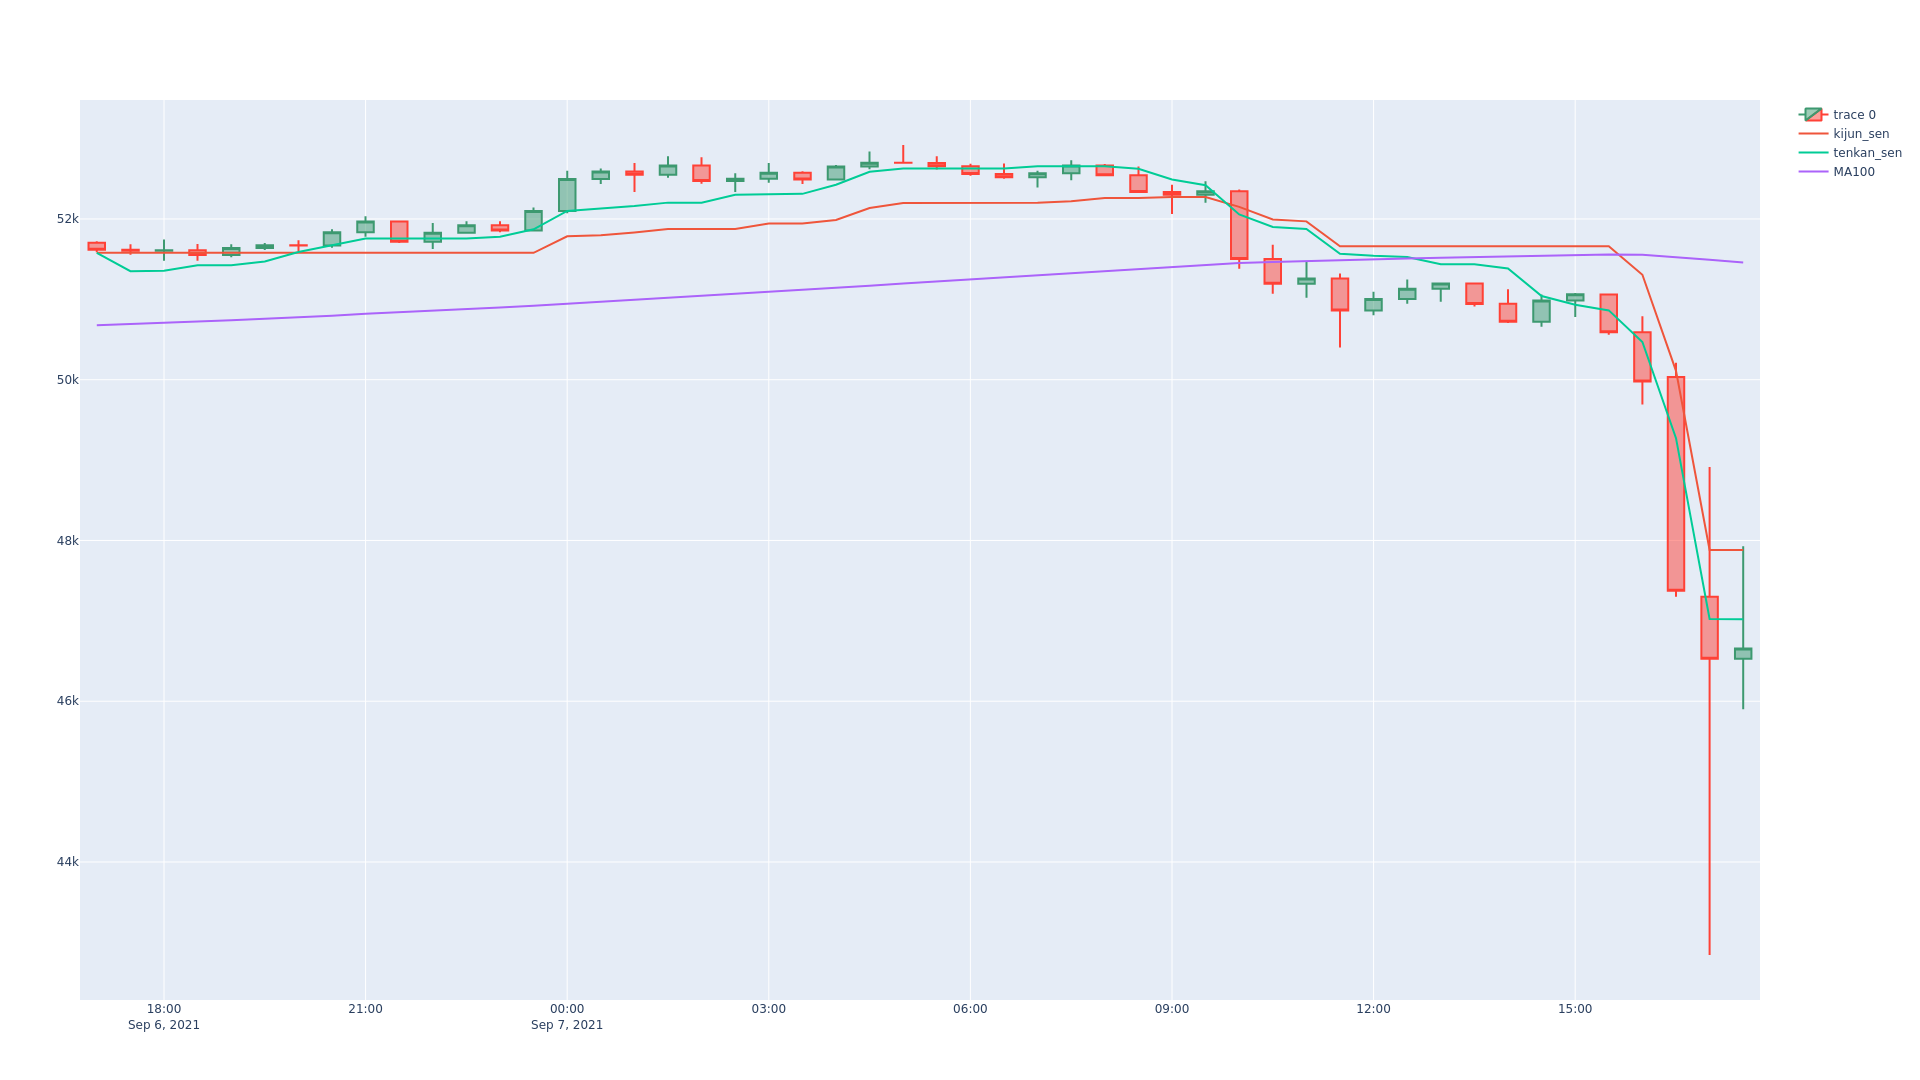 trace 0
kijun_sen
tenkan_sen
MA100
52k
50k
48k
46k
44k
18:00
Sep 6, 2021
21:00
00:00
Sep 7, 2021
03:00
06:00
09:00
12:00
15:00